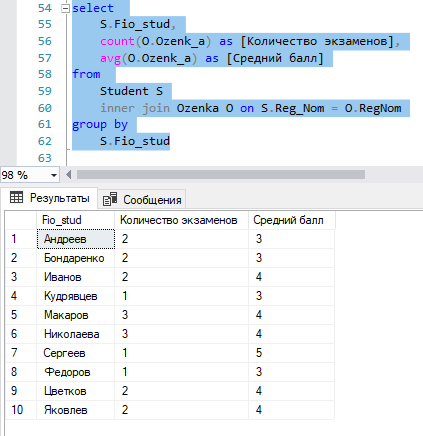 54 select
55 S.Fio_stud,
56 count(O.Ozenk_a) as [Количество экзаменов],
57 avg(O.Ozenk_a) as [Средний балл]
58 from
59 Student S
60 inner join Ozenka O on S.Reg_Nom = O.RegNom
61 group by
62 S.Fio_stud
63
98 %
Результаты Сообщения
Fio_stud Количество экзаменов Средний балл
1 Андреев 2 3
2 Бондаренко 2 3
3 Иванов 2 4
4 Кудрявцев 1 3
5 Макаров 3 4
6 Николаева 3 4
7 Сергеев 1 5
8 Федоров 1 3
9 Цветков 2 4
10 Яковлев 2 4